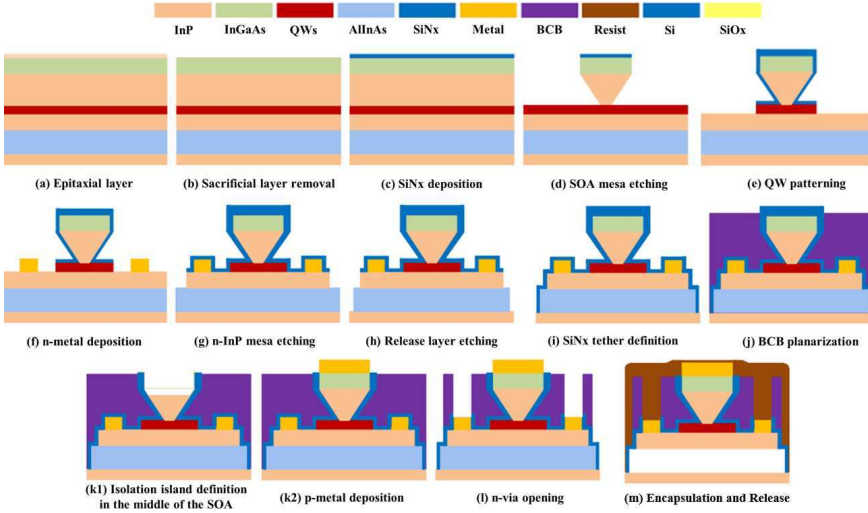 InP InGaAs QWs AlInAs SiNx Metal BCB Resist Si SiOx
(a) Epitaxial layer (b) Sacrificial layer removal (c) SiNx deposition (d) SOA mesa etching (e) QW patterning
(f) n-metal deposition (g) n-InP mesa etching (h) Release layer etching (i) SiNx tether definition (j) BCB planarization
(k1) Isolation island definition
in the middle of the SOA
(k2) p-metal deposition (l) n-via opening (m) Encapsulation and Release